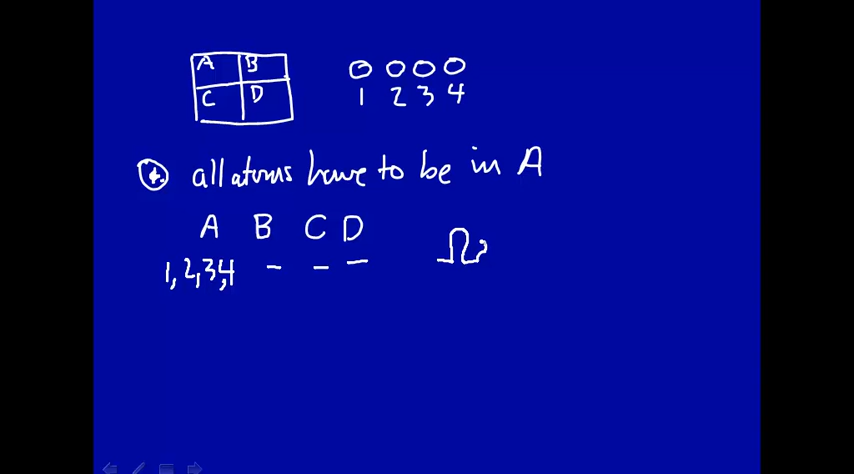 A B
C D
1 2 3 4
all atoms have to be in A
A B C D
1, 2, 3, 4 – – –
Ω